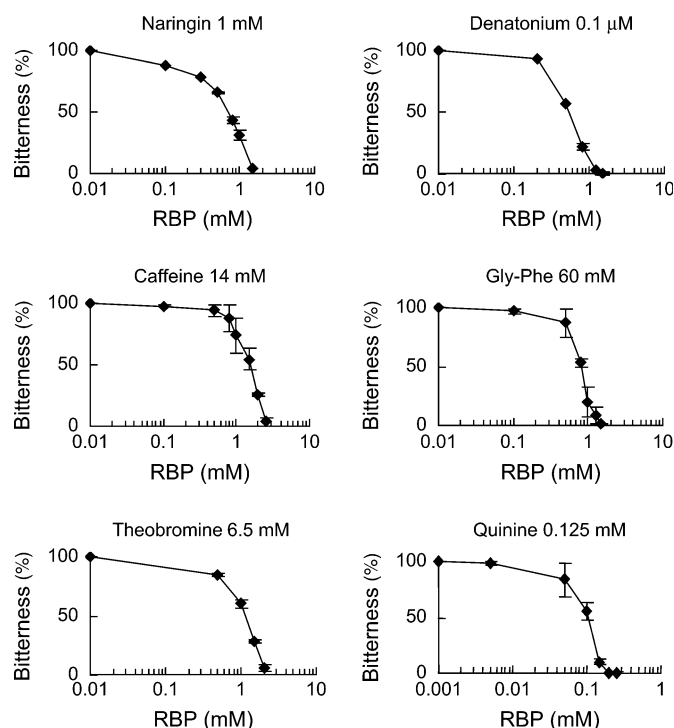 Naringin 1 mM
Bitterness (%)
100
50
0
0.01 0.1 1 10
RBP (mM)
Denatonium 0.1 μM
Bitterness (%)
100
50
0
0.01 0.1 1 10
RBP (mM)
Caffeine 14 mM
Bitterness (%)
100
50
0
0.01 0.1 1 10
RBP (mM)
Gly-Phe 60 mM
Bitterness (%)
100
50
0
0.01 0.1 1 10
RBP (mM)
Theobromine 6.5 mM
Bitterness (%)
100
50
0
0.01 0.1 1 10
RBP (mM)
Quinine 0.125 mM
Bitterness (%)
100
50
0
0.001 0.01 0.1 1
RBP (mM)